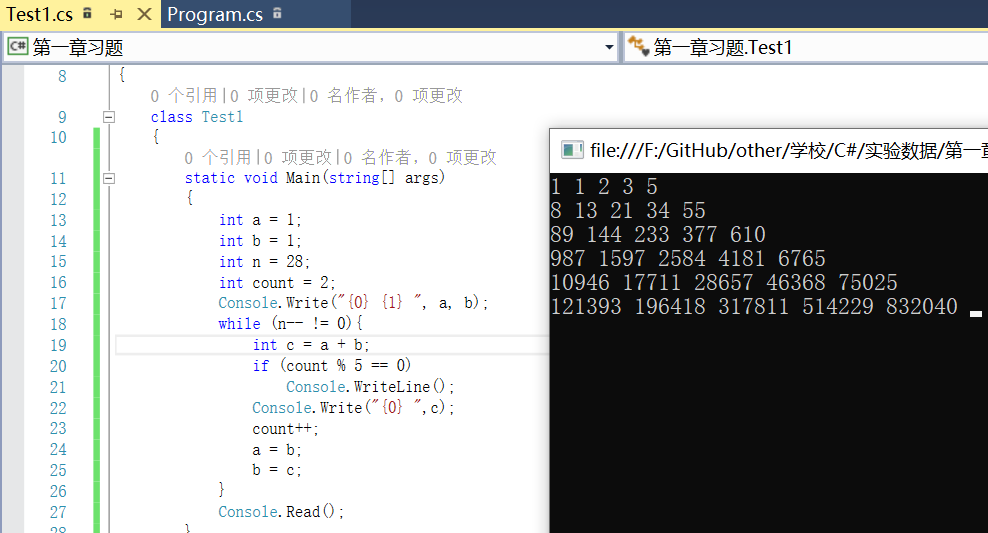 Test1.cs Program.cs
C# 第一章习题 第一章习题.Test1
8 {
0 个引用|0 项更改|0 名作者, 0 项更改
9 class Test1
10 {
0 个引用|0 项更改|0 名作者, 0 项更改
11 static void Main(string[] args)
12 {
13 int a = 1;
14 int b = 1;
15 int n = 28;
16 int count = 2;
17 Console.Write("{0} {1} ", a, b);
18 while (n-- != 0){
19 int c = a + b;
20 if (count % 5 == 0)
21 Console.WriteLine();
22 Console.Write("{0} ",c);
23 count++;
24 a = b;
25 b = c;
26 }
27 Console.Read();
28 }
file:///F:/GitHub/other/学校/C#/实验数据/第一章
1 1 2 3 5
8 13 21 34 55
89 144 233 377 610
987 1597 2584 4181 6765
10946 17711 28657 46368 75025
121393 196418 317811 514229 832040